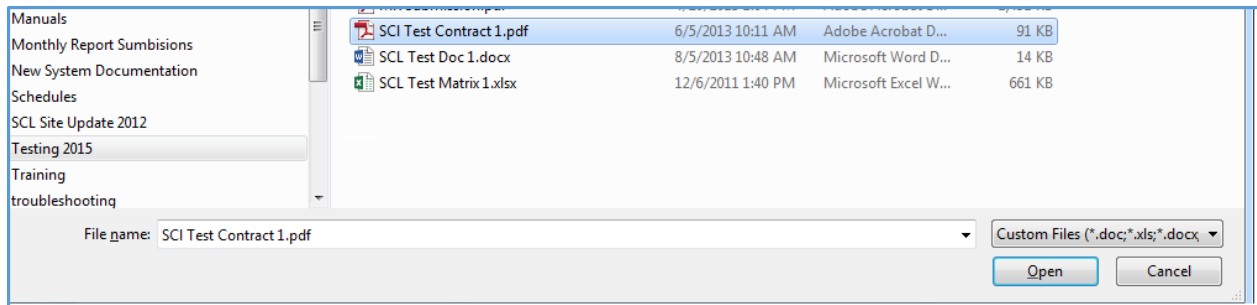 Manuals
Monthly Report Sumbisions
New System Documentation
Schedules
SCL Site Update 2012
Testing 2015
Training
troubleshooting
SCI Test Contract 1.pdf 6/5/2013 10:11 AM Adobe Acrobat D... 91 KB
SCL Test Doc 1.docx 8/5/2013 10:48 AM Microsoft Word D... 14 KB
SCL Test Matrix 1.xlsx 12/6/2011 1:40 PM Microsoft Excel W... 661 KB
File name: SCI Test Contract 1.pdf Custom Files (*.doc;*.xls;*.docx;
Open Cancel